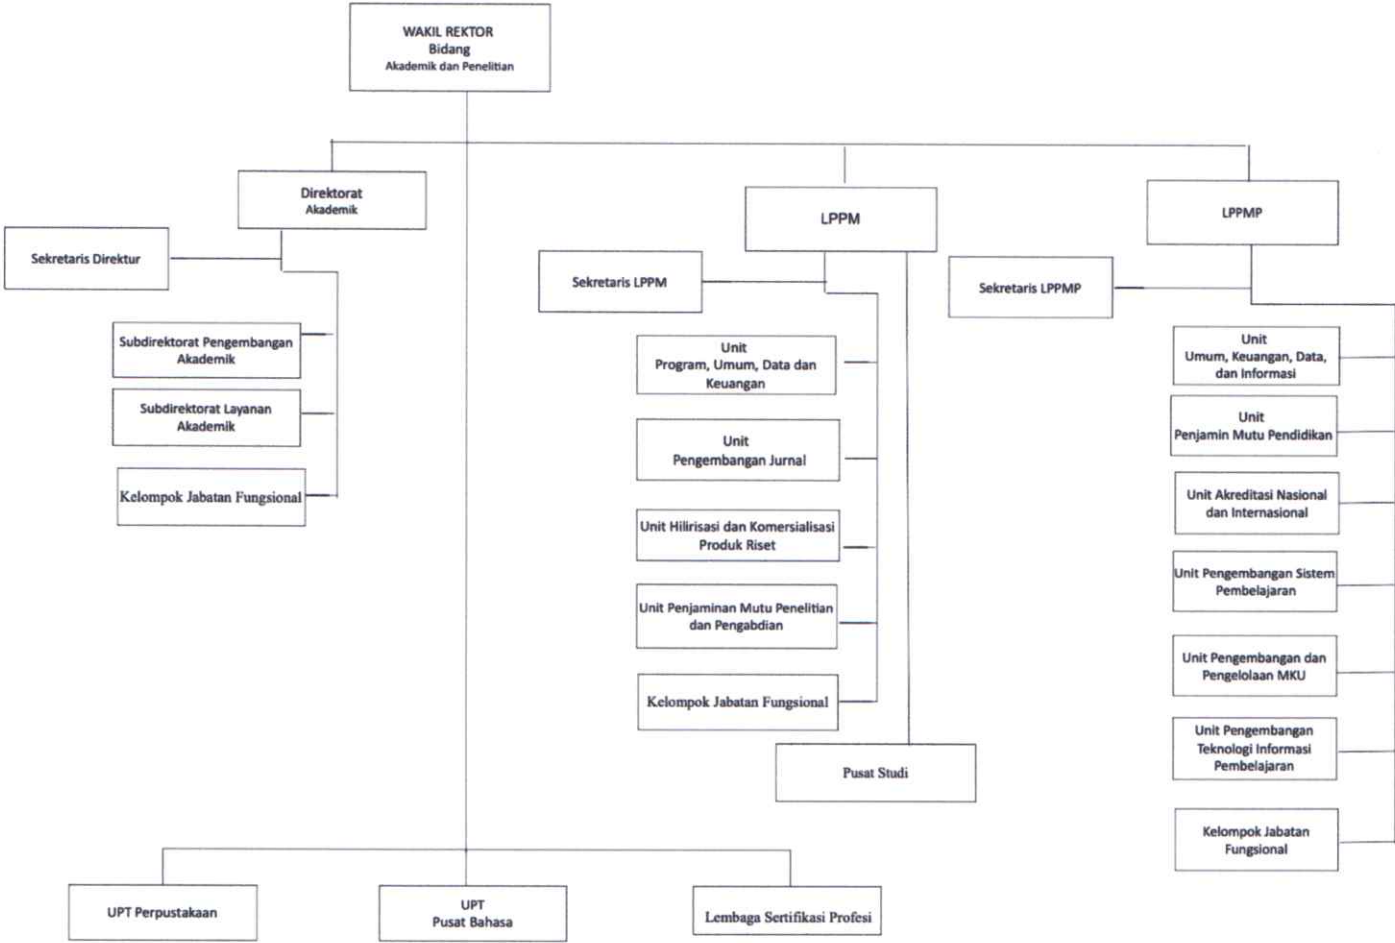 WAKIL REKTOR
Bidang
Akademik dan Penelitian
Direktorat
Akademik
LPPM
LPPMP
Sekretaris Direktur
Sekretaris LPPM
Sekretaris LPPMP
Subdirektorat Pengembangan
Akademik
Subdirektorat Layanan
Akademik
Kelompok Jabatan Fungsional
Unit
Program, Umum, Data dan
Keuangan
Unit
Pengembangan Jurnal
Unit Hilirisasi dan Komersialisasi
Produk Riset
Unit Penjaminan Mutu Penelitian
dan Pengabdian
Kelompok Jabatan Fungsional
Pusat Studi
Unit
Umum, Keuangan, Data,
dan Informasi
Unit
Penjamin Mutu Pendidikan
Unit Akreditasi Nasional
dan Internasional
Unit Pengembangan Sistem
Pembelajaran
Unit Pengembangan dan
Pengelolaan MKU
Unit Pengembangan
Teknologi Informasi
Pembelajaran
Kelompok Jabatan
Fungsional
UPT Perpustakaan
UPT
Pusat Bahasa
Lembaga Sertifikasi Profesi